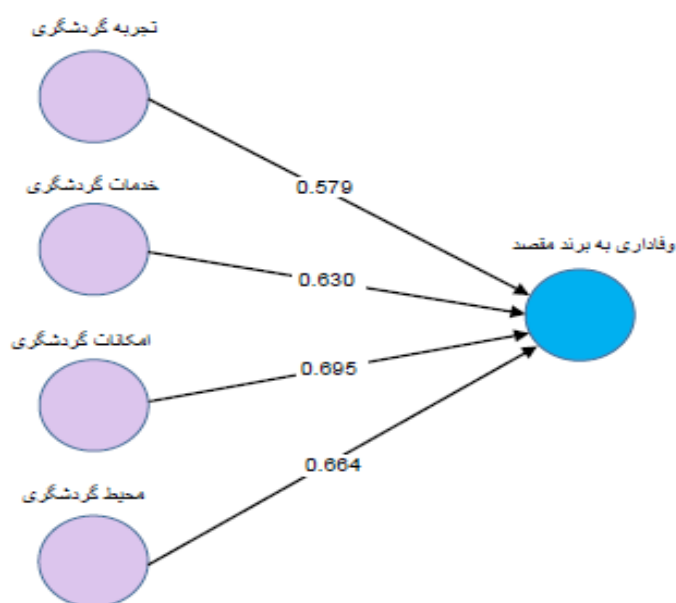 تجربه گردشگری
0.579
خدمات گردشگری
وفاداری به برند مقصد
0.630
امکانات گردشگری
0.695
0.664
محیط گردشگری